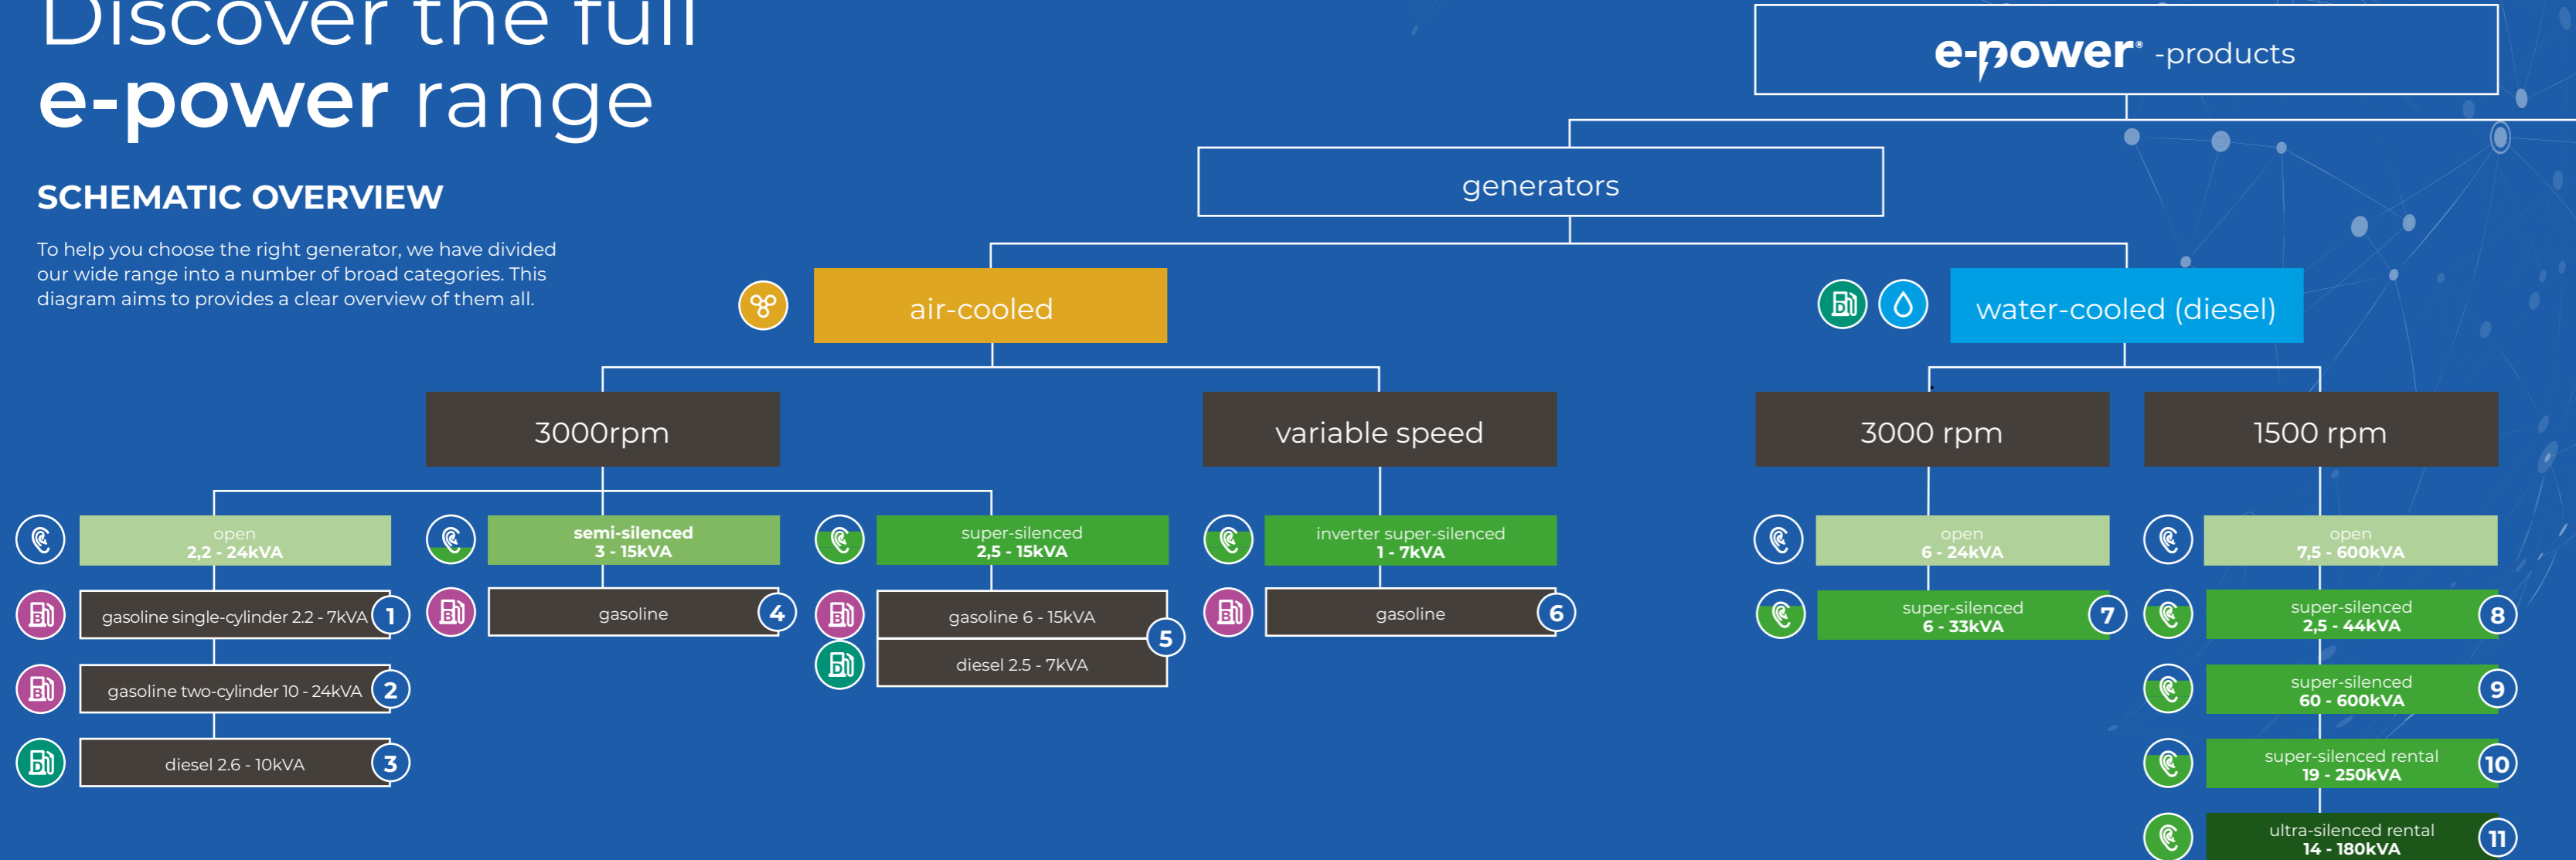 Discover the full
e-power range
SCHEMATIC OVERVIEW
To help you choose the right generator, we have divided
our wide range into a number of broad categories. This
diagram aims to provides a clear overview of them all.
e-power® -products
generators
air-cooled
water-cooled (diesel)
3000rpm
variable speed
3000 rpm
1500 rpm
open
2,2 - 24kVA
gasoline single-cylinder 2.2 - 7kVA 1
gasoline two-cylinder 10 - 24kVA 2
diesel 2.6 - 10kVA 3
semi-silenced
3 - 15kVA
gasoline 4
super-silenced
2,5 - 15kVA
gasoline 6 - 15kVA
diesel 2.5 - 7kVA
5
inverter super-silenced
1 - 7kVA
gasoline 6
open
6 - 24kVA
super-silenced
6 - 33kVA
7
open
7,5 - 600kVA
super-silenced
2,5 - 44kVA
8
super-silenced
60 - 600kVA
9
super-silenced rental
19 - 250kVA
10
ultra-silenced rental
14 - 180kVA
11